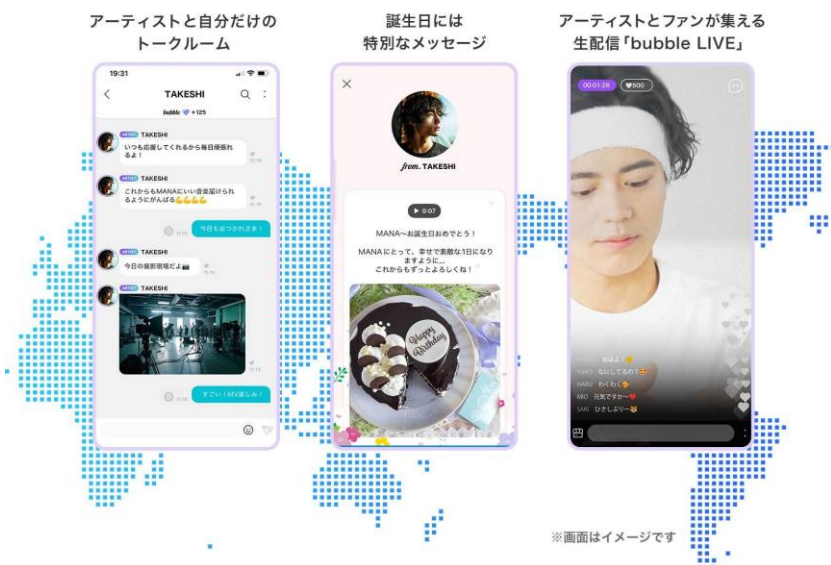 アーティストと自分だけの
トークルーム
19:31
TAKESHI
bubble +125
ARTIST TAKESHI
いつも応援してくれるから毎日頑張れ
るよ！
ARTIST TAKESHI
これからもMANAにいい音楽届けられ
るようにがんばる💪💪💪💪
今日もおつかれさま！
ARTIST TAKESHI
今日の撮影現場だよ📷
ARTIST TAKESHI
すごい！MV楽しみ！
誕生日には
特別なメッセージ
from. TAKESHI
0:07
MANA〜お誕生日おめでとう！
MANAにとって、幸せで素敵な1日になり
ますように...
これからもずっとよろしくね！
Happy
Birthday
アーティストとファンが集える
生配信「bubble LIVE」
00:01:26
500
おはよ！
YUKO なにしてるの？
HARU わくわく
MIO 元気ですか〜
SAKI ひさしぶりー
※画面はイメージです